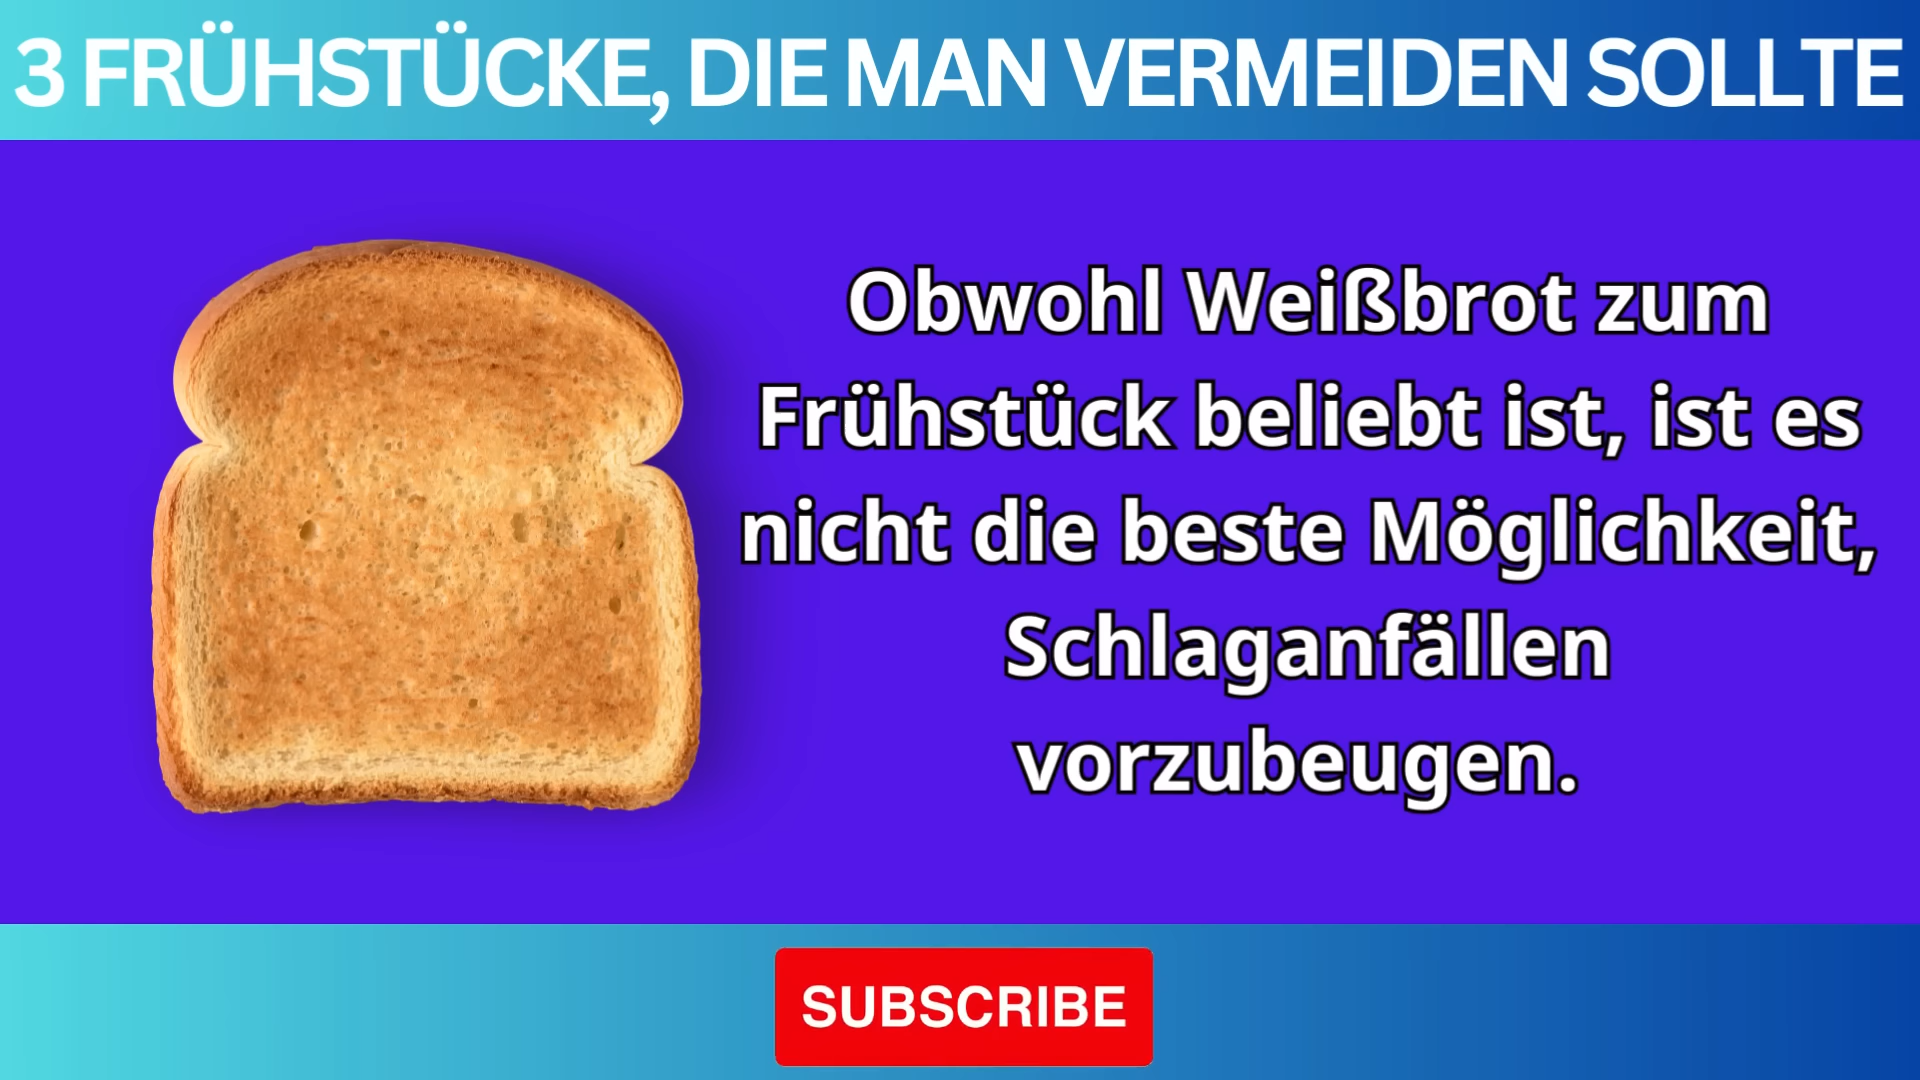 3 FRÜHSTÜCKE, DIE MAN VERMEIDEN SOLLTE
Obwohl Weißbrot zum
Frühstück beliebt ist, ist es
nicht die beste Möglichkeit,
Schlaganfällen
vorzubeugen.
SUBSCRIBE